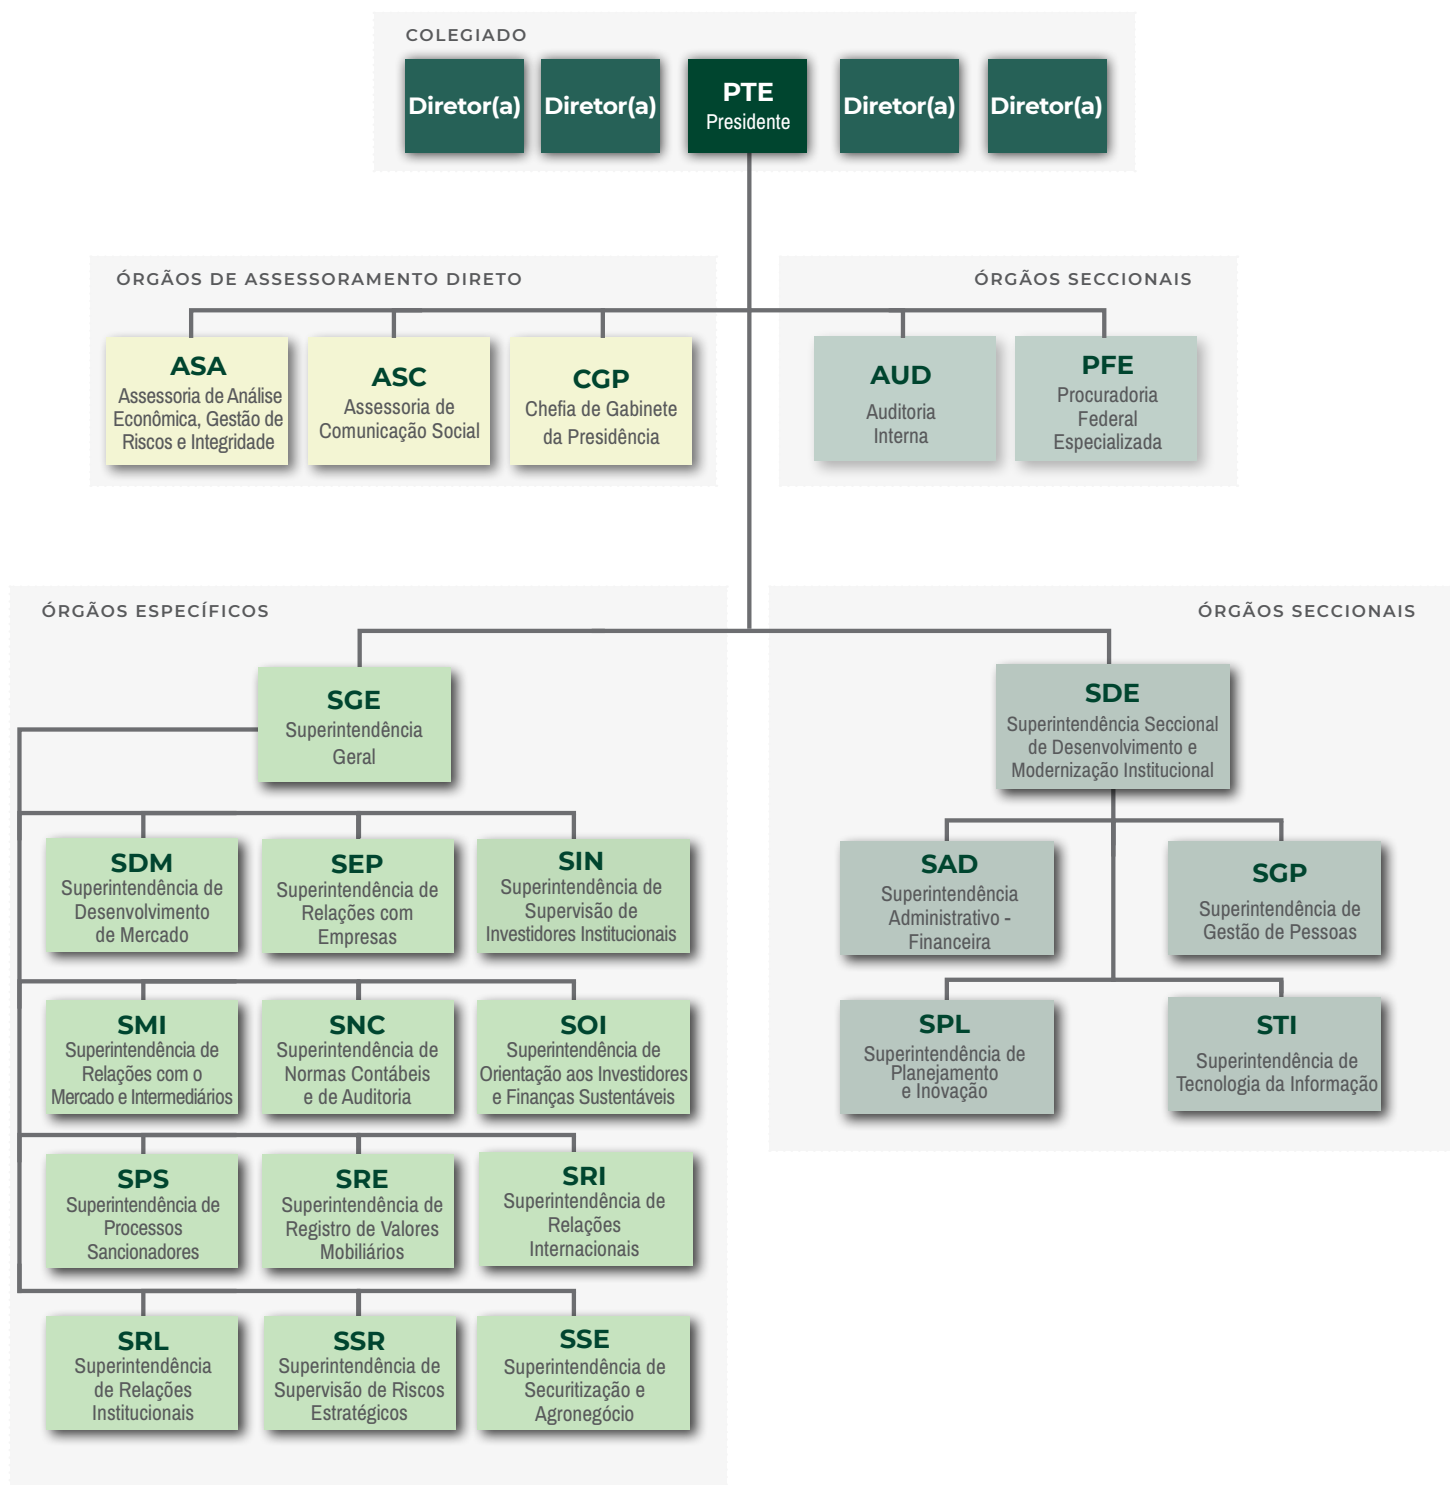 COLEGIADO
Diretor(a)
Diretor(a)
PTE
Presidente
Diretor(a)
Diretor(a)
ÓRGÃOS DE ASSESSORAMENTO DIRETO
ASA
Assessoria de Análise
Econômica, Gestão de
Riscos e Integridade
ASC
Assessoria de
Comunicação Social
CGP
Chefia de Gabinete
da Presidência
ÓRGÃOS SECCIONAIS
AUD
Auditoria
Interna
PFE
Procuradoria
Federal
Especializada
ÓRGÃOS ESPECÍFICOS
SGE
Superintendência
Geral
SDM
Superintendência de
Desenvolvimento
de Mercado
SEP
Superintendência de
Relações com
Empresas
SIN
Superintendência de
Supervisão de
Investidores Institucionais
SMI
Superintendência de
Relações com o
Mercado e Intermediários
SNC
Superintendência de
Normas Contábeis
e de Auditoria
SOI
Superintendência de
Orientação aos Investidores
e Finanças Sustentáveis
SPS
Superintendência de
Processos
Sancionadores
SRE
Superintendência de
Registro de Valores
Mobiliários
SRI
Superintendência de
Relações
Internacionais
SRL
Superintendência
de Relações
Institucionais
SSR
Superintendência de
Supervisão de Riscos
Estratégicos
SSE
Superintendência de
Securitização e
Agronegócio
ÓRGÃOS SECCIONAIS
SDE
Superintendência Seccional
de Desenvolvimento e
Modernização Institucional
SAD
Superintendência
Administrativo -
Financeira
SGP
Superintendência de
Gestão de Pessoas
SPL
Superintendência de
Planejamento
e Inovação
STI
Superintendência de
Tecnologia da Informação